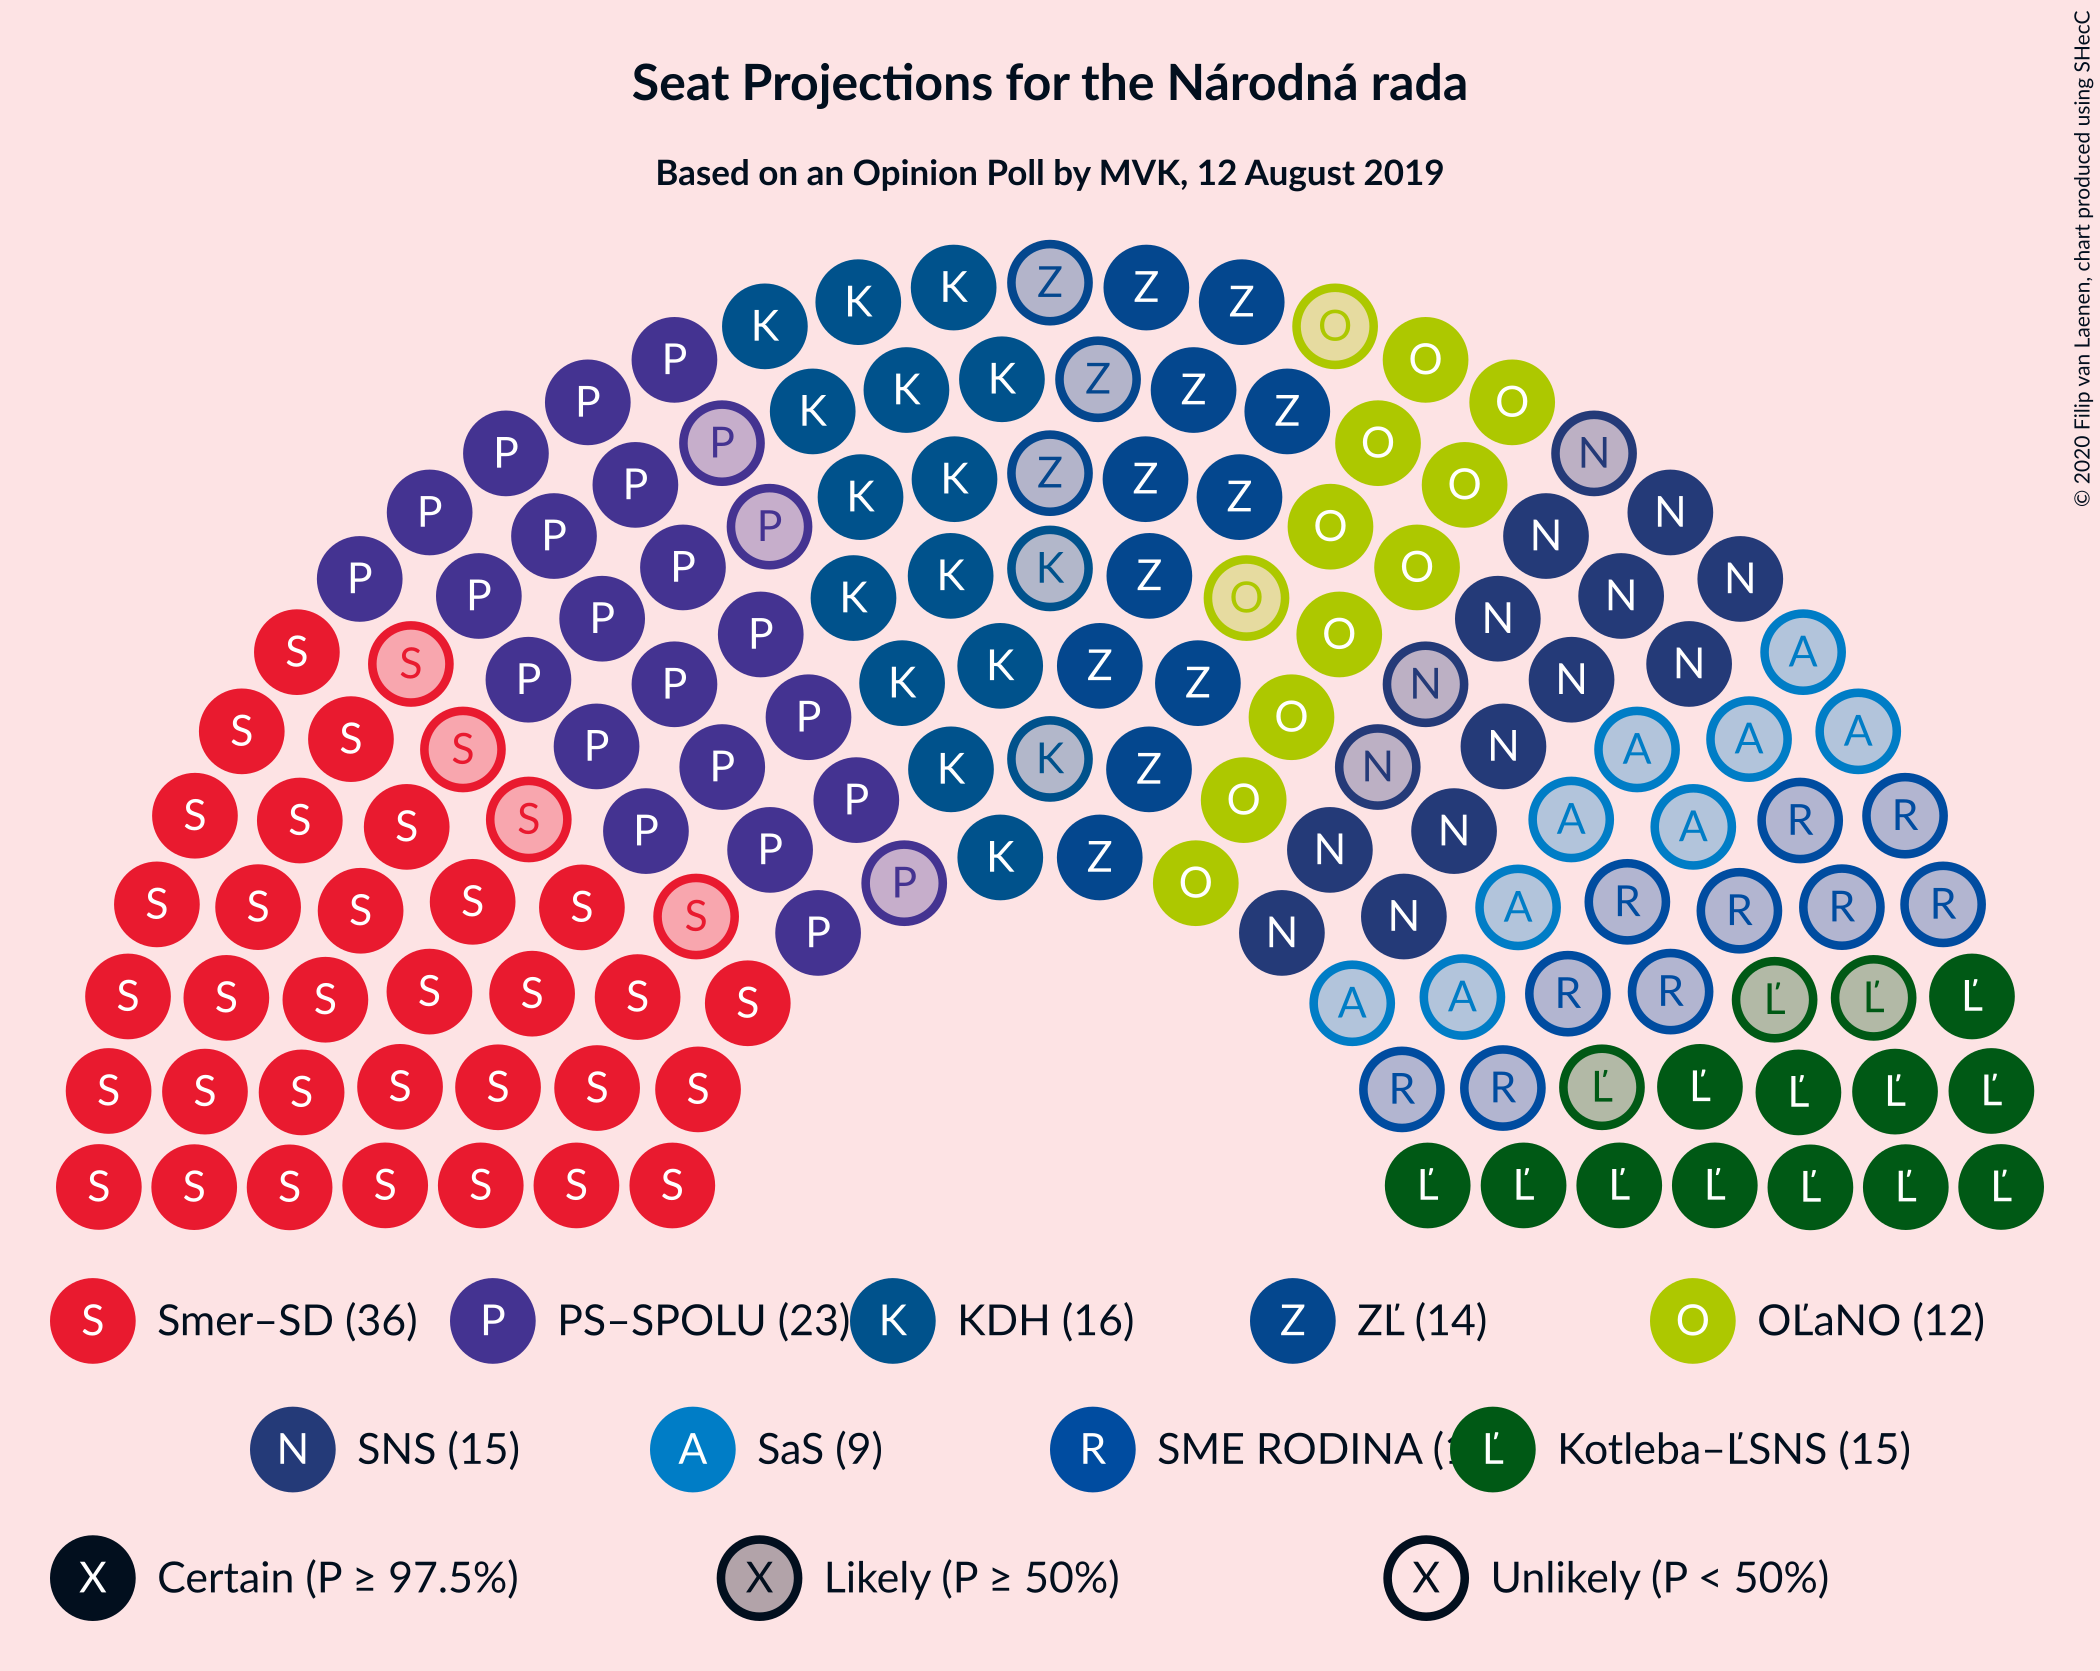 Seat Projections for the Národná rada
Based on an Opinion Poll by MVK, 12 August 2019
© 2020 Filip van Laenen, chart produced using SHecC
K K K Z Z Z O
P P K K K Z Z Z O O
P P P K K Z Z Z O O N
P P P P K K K Z O O O N N
P P P P O N N N
S S P P K K Z Z N N N A
S S S P P P K K Z O N N A A A
S S S S P P P K Z O N N A A R R
S S S S S S P P O N N A R R R R
S S S S S S S A A R R Ľ Ľ Ľ
S S S S S S S R R Ľ Ľ Ľ Ľ Ľ
S S S S S S S Ľ Ľ Ľ Ľ Ľ Ľ Ľ
S Smer–SD (36) P PS–SPOLU (23) K KDH (16) Z ZĽ (14) O OĽaNO (12)
N SNS (15) A SaS (9) R SME RODINA Ľ Kotleba–ĽSNS (15)
X Certain (P ≥ 97.5%) X Likely (P ≥ 50%) X Unlikely (P < 50%)